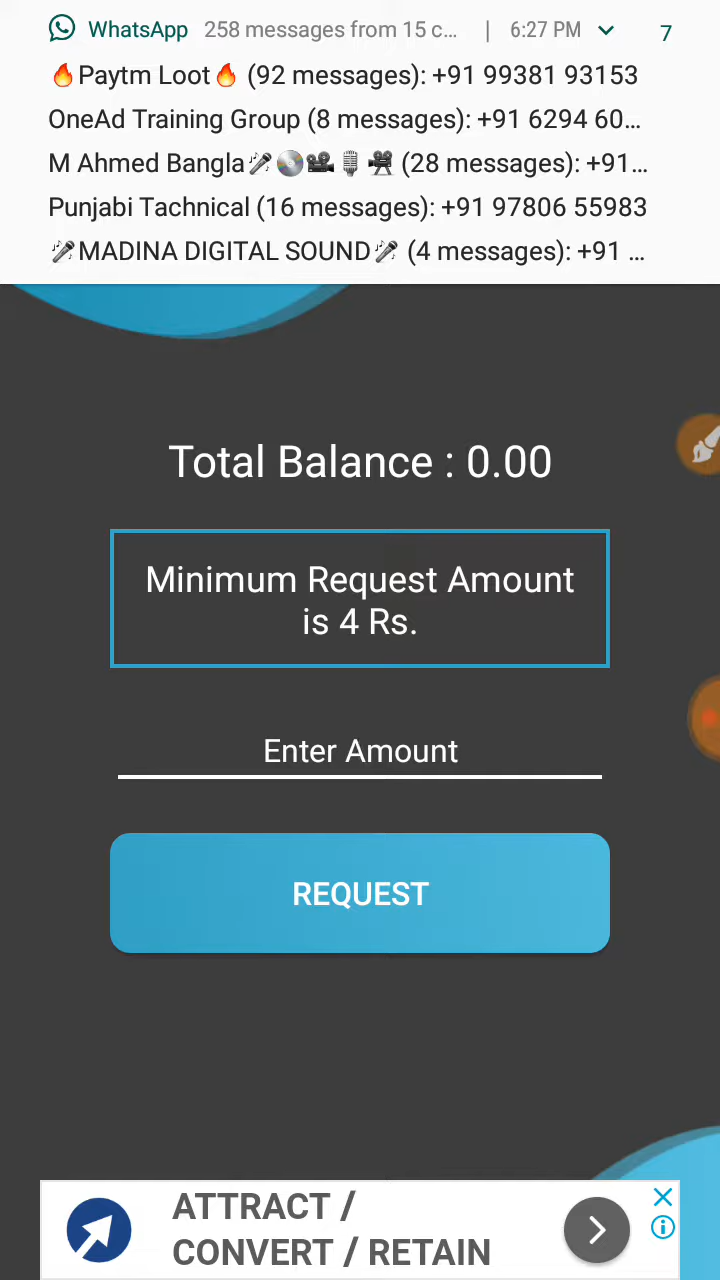 WhatsApp 258 messages from 15 c... | 6:27 PM 7
🔥Paytm Loot🔥 (92 messages): +91 99381 93153
OneAd Training Group (8 messages): +91 6294 60...
M Ahmed Bangla🎤💿📽🎙🎥 (28 messages): +91...
Punjabi Tachnical (16 messages): +91 97806 55983
🎤MADINA DIGITAL SOUND🎤 (4 messages): +91 ...
Total Balance : 0.00
Minimum Request Amount
is 4 Rs.
Enter Amount
REQUEST
ATTRACT /
CONVERT / RETAIN